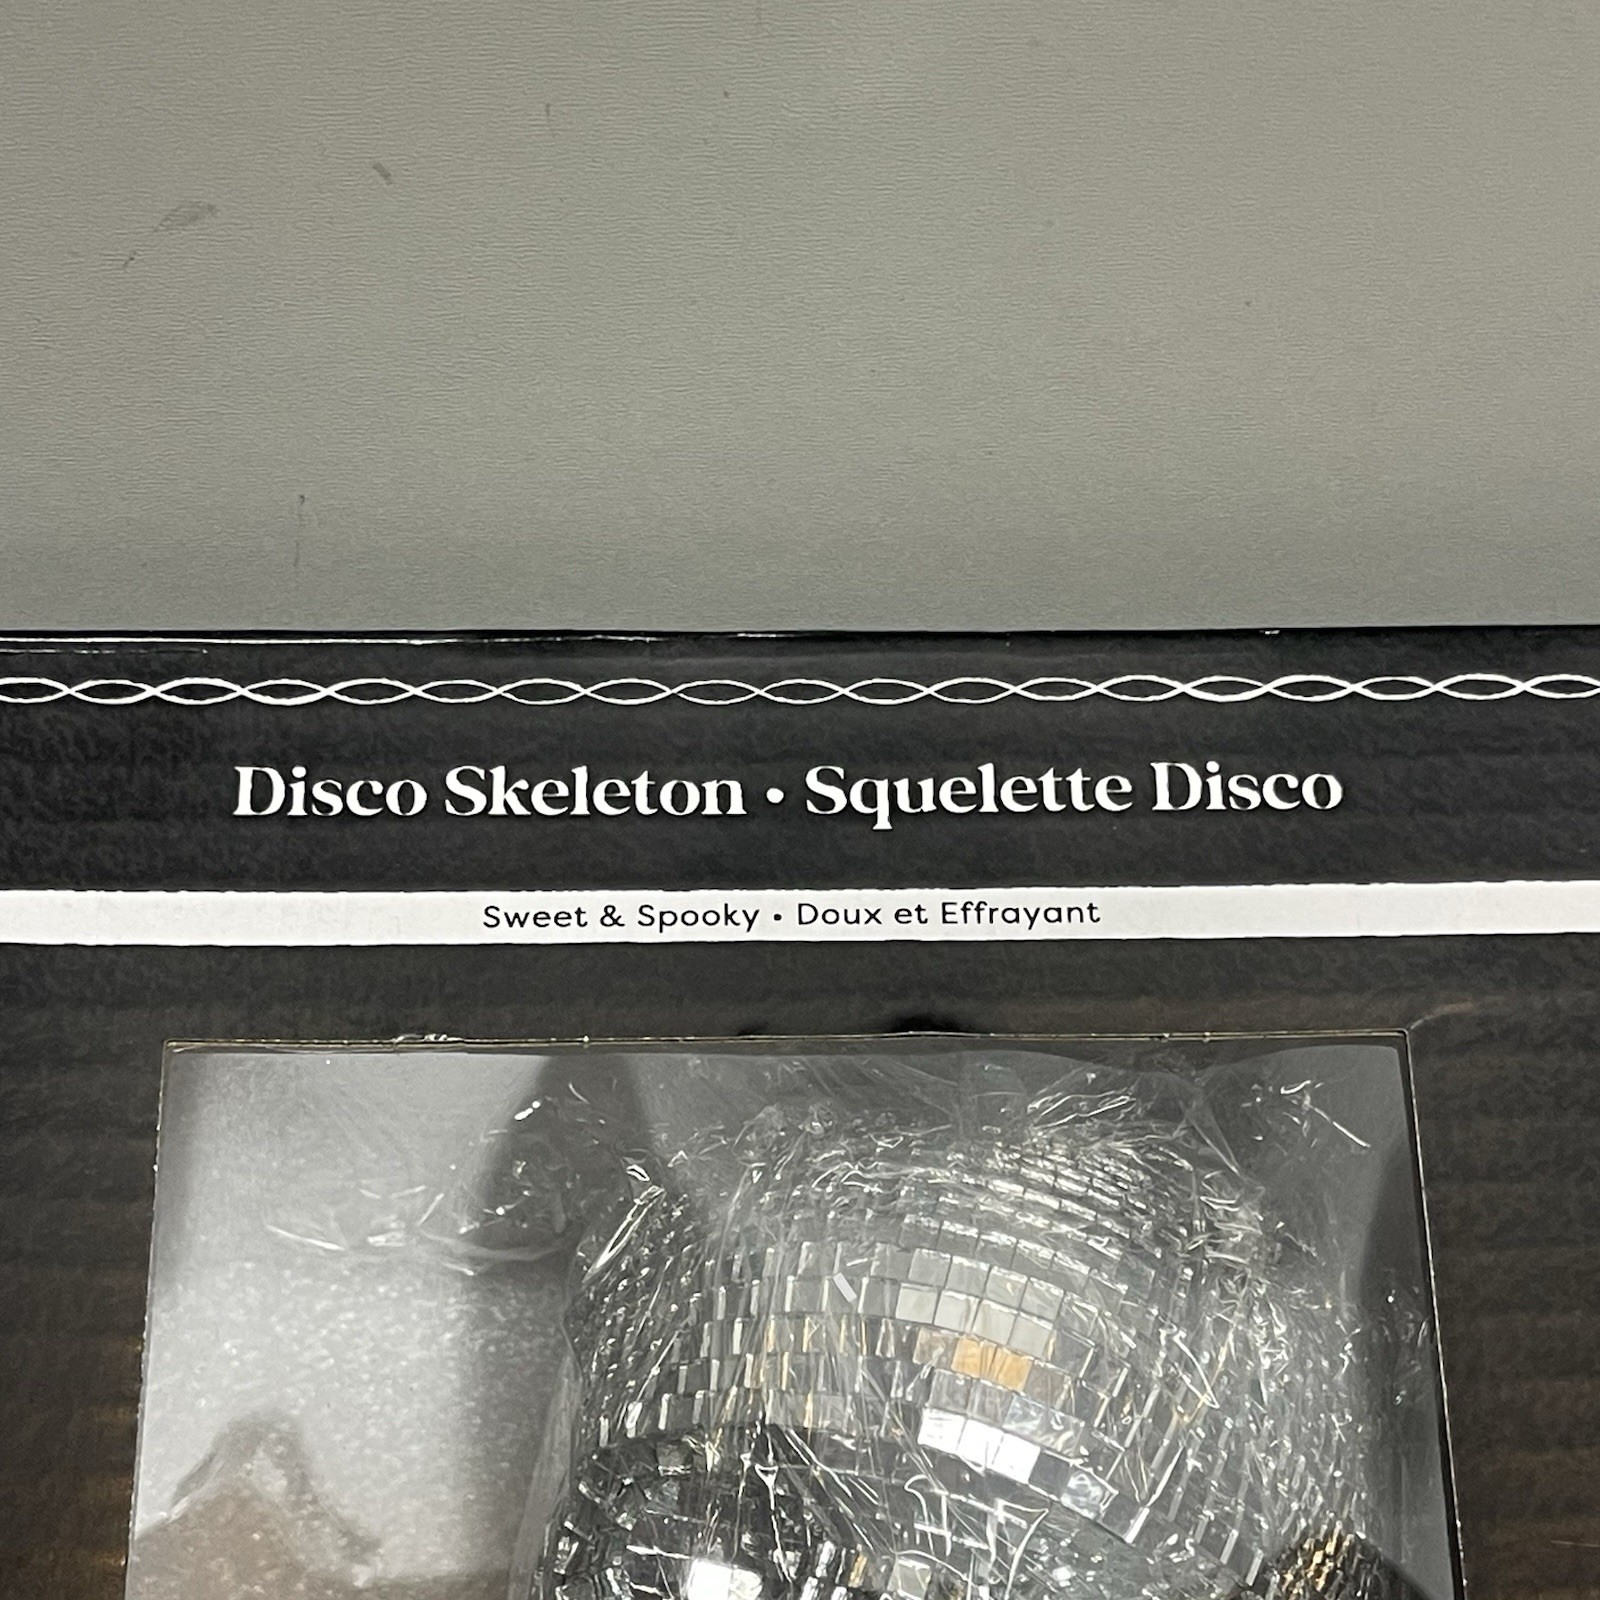 Disco Skeleton • Squelette Disco
Sweet & Spooky • Doux et Effrayant